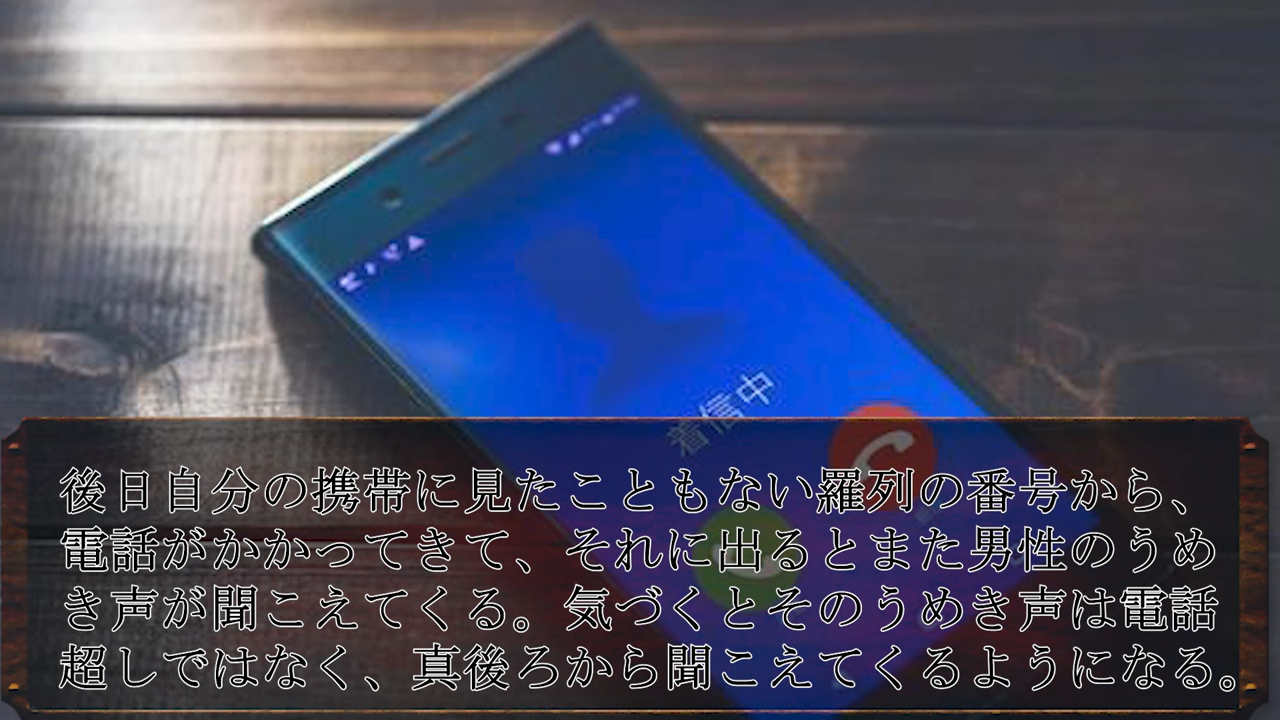 着信中
後日自分の携帯に見たこともない羅列の番号から、
電話がかかってきて、それに出るとまた男性のうめ
き声が聞こえてくる。気づくとそのうめき声は電話
超しではなく、真後ろから聞こえてくるようになる。